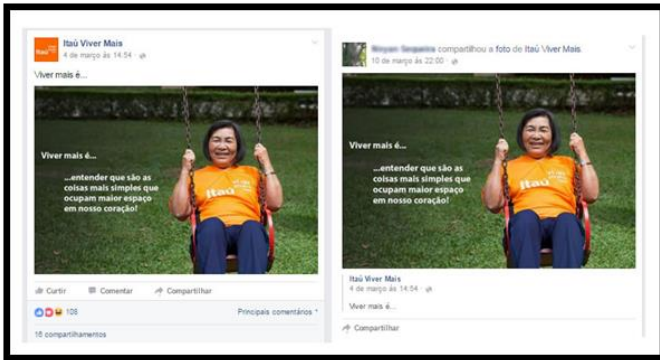 Itaú Viver Mais
4 de março às 14:54
Viver mais é...
Viver mais é...
...entender que são as
coisas mais simples que
ocupam maior espaço
em nosso coração!
Itaú
Curtir Comentar Compartilhar
108 Principais comentários
16 compartilhamentos
compartilhou a foto de Itaú Viver Mais.
10 de março às 22:00
Viver mais é...
...entender que são as
coisas mais simples que
ocupam maior espaço
em nosso coração!
Itaú
Itaú Viver Mais
4 de março às 14:54
Viver mais é...
Compartilhar